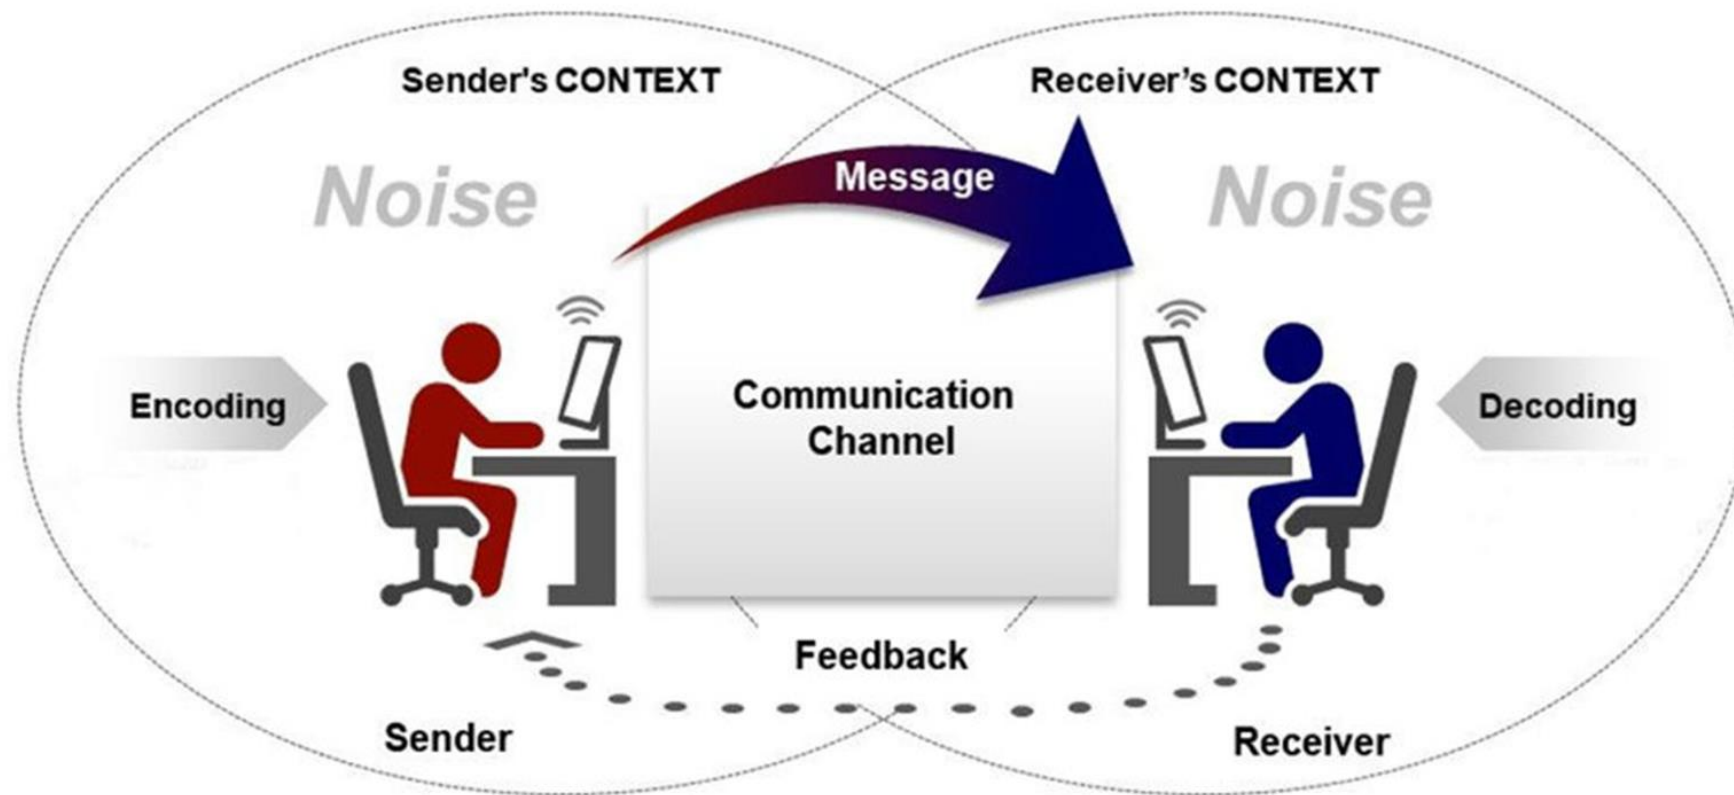 Sender's CONTEXT
Receiver’s CONTEXT
Noise
Message
Noise
Encoding
Communication
Channel
Decoding
Feedback
Sender
Receiver